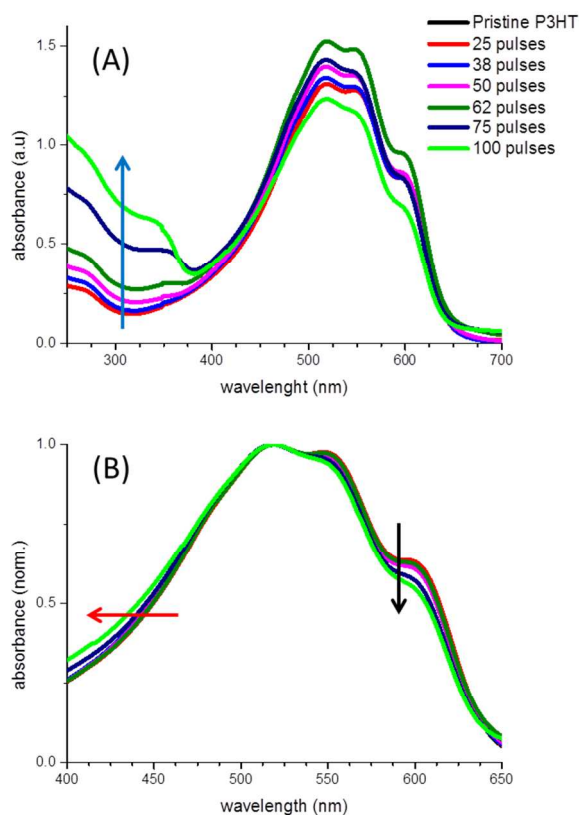 (A)
Pristine P3HT
25 pulses
38 pulses
50 pulses
62 pulses
75 pulses
100 pulses
absorbance (a.u)
1.5
1.0
0.5
0.0
300 400 500 600 700
wavelenght (nm)
(B)
absorbance (norm.)
1.0
0.5
0.0
400 450 500 550 600 650
wavelength (nm)